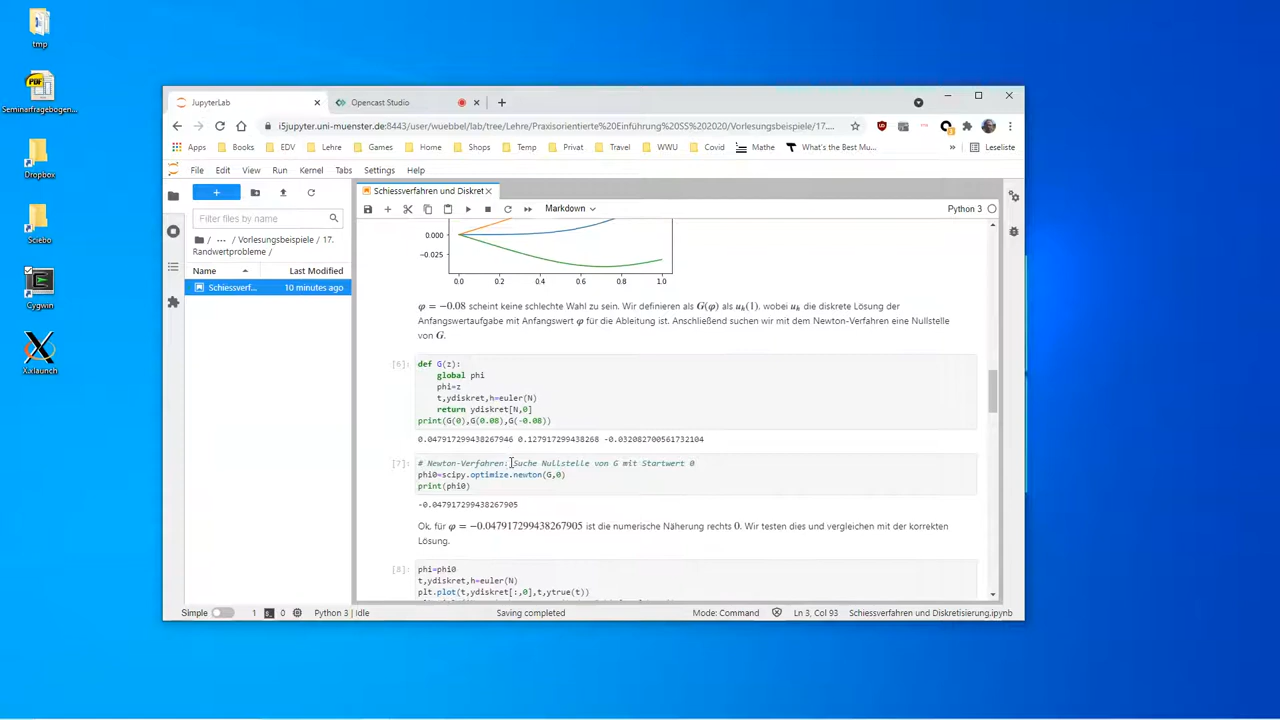 tmp
PDF
Seminarfragebogen...
Dropbox
Sciebo
Cygwin
Xlaunch
JupyterLab
Opencast Studio
i5jupyter.uni-muenster.de:8443/user/wuebbel/lab/tree/Lehre/Praxisorientierte%20Einführung%20SS%202020/Vorlesungsbeispiele/17....
Apps Books EDV Lehre Games Home Shops Temp Privat Travel WWU Covid Mathe What's the Best Mu... » Leseliste
File Edit View Run Kernel Tabs Settings Help
Schiessverfahren und Diskret
Filter files by name
Markdown
Python 3
/ ... / Vorlesungsbeispiele / 17.
Randwertprobleme /
Name Last Modified
Schiessverf... 10 minutes ago
0.000
−0.025
0.0 0.2 0.4 0.6 0.8 1.0
φ = −0.08 scheint keine schlechte Wahl zu sein. Wir definieren als G(φ) als uₖ(1), wobei uₖ die diskrete Lösung der
Anfangswertaufgabe mit Anfangswert φ für die Ableitung ist. Anschließend suchen wir mit dem Newton-Verfahren eine Nullstelle
von G.
[6]: def G(z):
global phi
phi=z
t,ydiskret,h=euler(N)
return ydiskret[N,0]
print(G(0),G(0.08),G(-0.08))
0.047917299438267946 0.127917299438268 -0.032082700561732104
[7]: # Newton-Verfahren: Suche Nullstelle von G mit Startwert 0
phi0=scipy.optimize.newton(G,0)
print(phi0)
-0.047917299438267905
Ok, für φ = −0.047917299438267905 ist die numerische Näherung rechts 0. Wir testen dies und vergleichen mit der korrekten
Lösung.
[8]: phi=phi0
t,ydiskret,h=euler(N)
plt.plot(t,ydiskret[:,0],t,ytrue(t))
Simple 1 0 Python 3 | Idle Saving completed Mode: Command Ln 3, Col 93 Schiessverfahren und Diskretisierung.ipynb